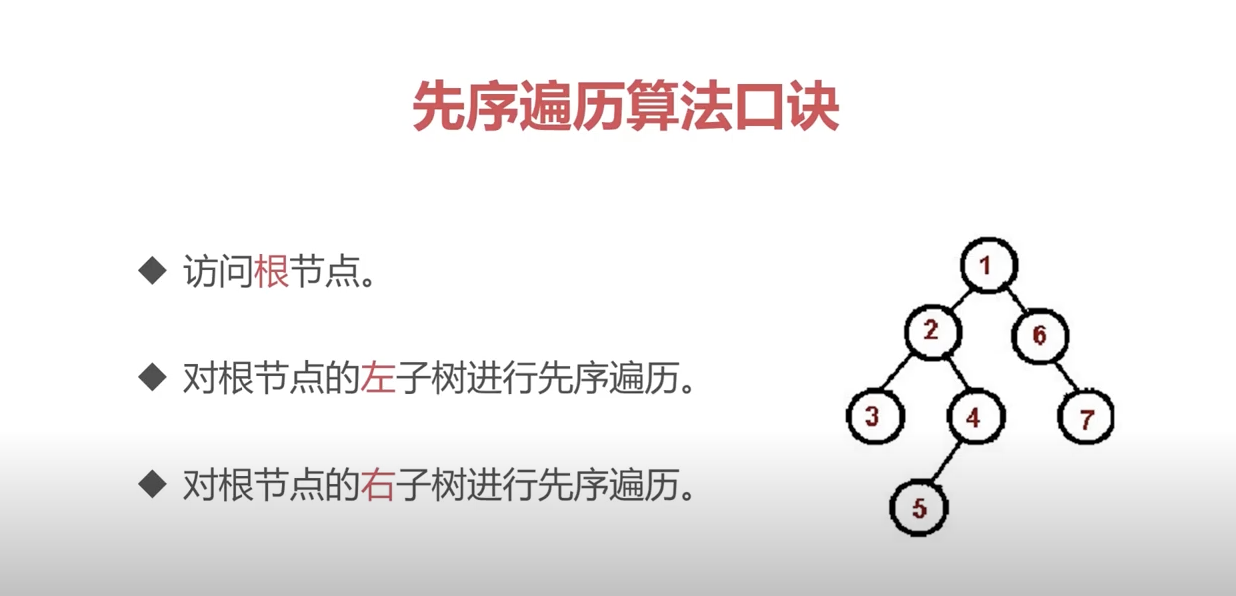 先序遍历算法口诀
◆ 访问根节点。
◆ 对根节点的左子树进行先序遍历。
◆ 对根节点的右子树进行先序遍历。
1
2 6
3 4 7
5